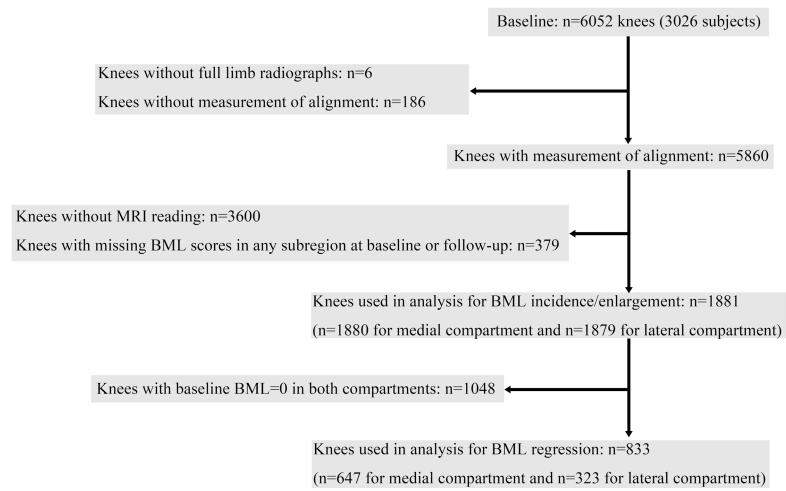 Baseline: n=6052 knees (3026 subjects)
Knees without full limb radiographs: n=6
Knees without measurement of alignment: n=186
Knees with measurement of alignment: n=5860
Knees without MRI reading: n=3600
Knees with missing BML scores in any subregion at baseline or follow-up: n=379
Knees used in analysis for BML incidence/enlargement: n=1881
(n=1880 for medial compartment and n=1879 for lateral compartment)
Knees with baseline BML=0 in both compartments: n=1048
Knees used in analysis for BML regression: n=833
(n=647 for medial compartment and n=323 for lateral compartment)